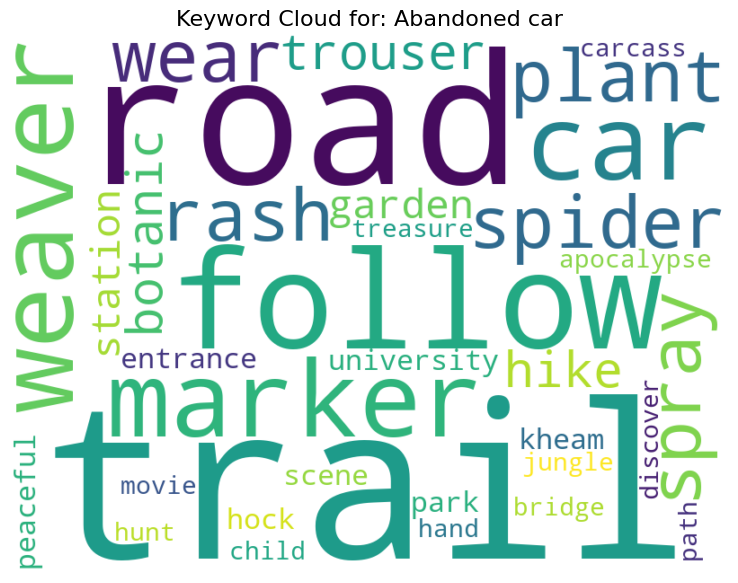 Keyword Cloud for: Abandoned car
wear
trouser
carcass
plant
road
car
weaver
botanic
station
rash
garden
treasure
spider
apocalypse
follow
spray
entrance
university
hike
marker
trail
kheam
jungle
discover
peaceful
movie
scene
park
bridge
hunt
hock
hand
child
path